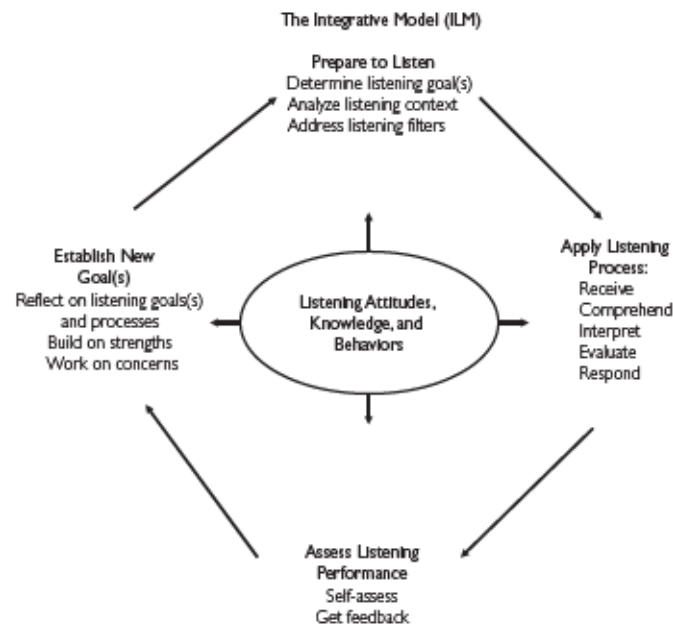 The Integrative Model (ILM)
Prepare to Listen
Determine listening goal(s)
Analyze listening context
Address listening filters
Apply Listening
Process:
Receive
Comprehend
Interpret
Evaluate
Respond
Assess Listening
Performance
Self-assess
Get feedback
Establish New
Goal(s)
Reflect on listening goals(s)
and processes
Build on strengths
Work on concerns
Listening Attitudes,
Knowledge, and
Behaviors